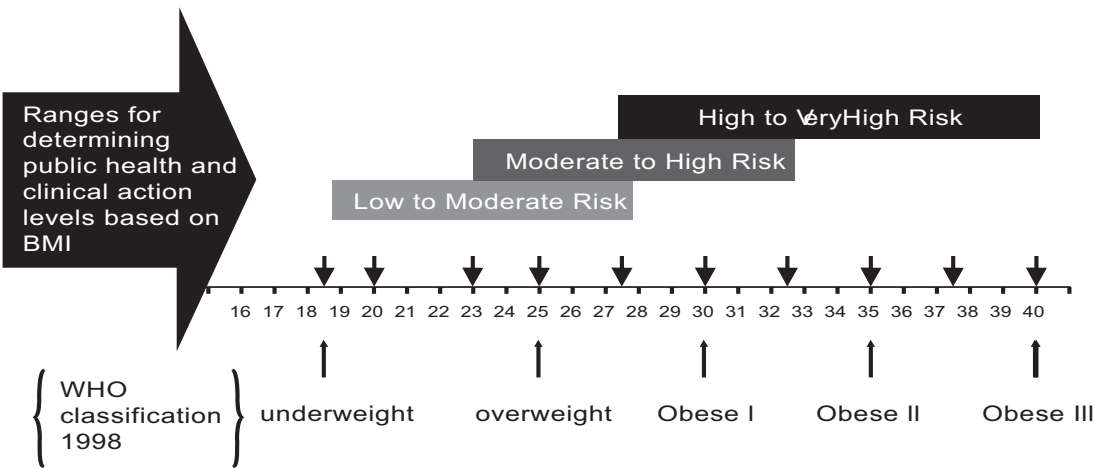 Ranges for
determining
public health and
clinical action
levels based on
BMI
High to VeryHigh Risk
Moderate to High Risk
Low to Moderate Risk
16 17 18 19 20 21 22 23 24 25 26 27 28 29 30 31 32 33 34 35 36 37 38 39 40
WHO
classification
1998
underweight overweight Obese I Obese II Obese III